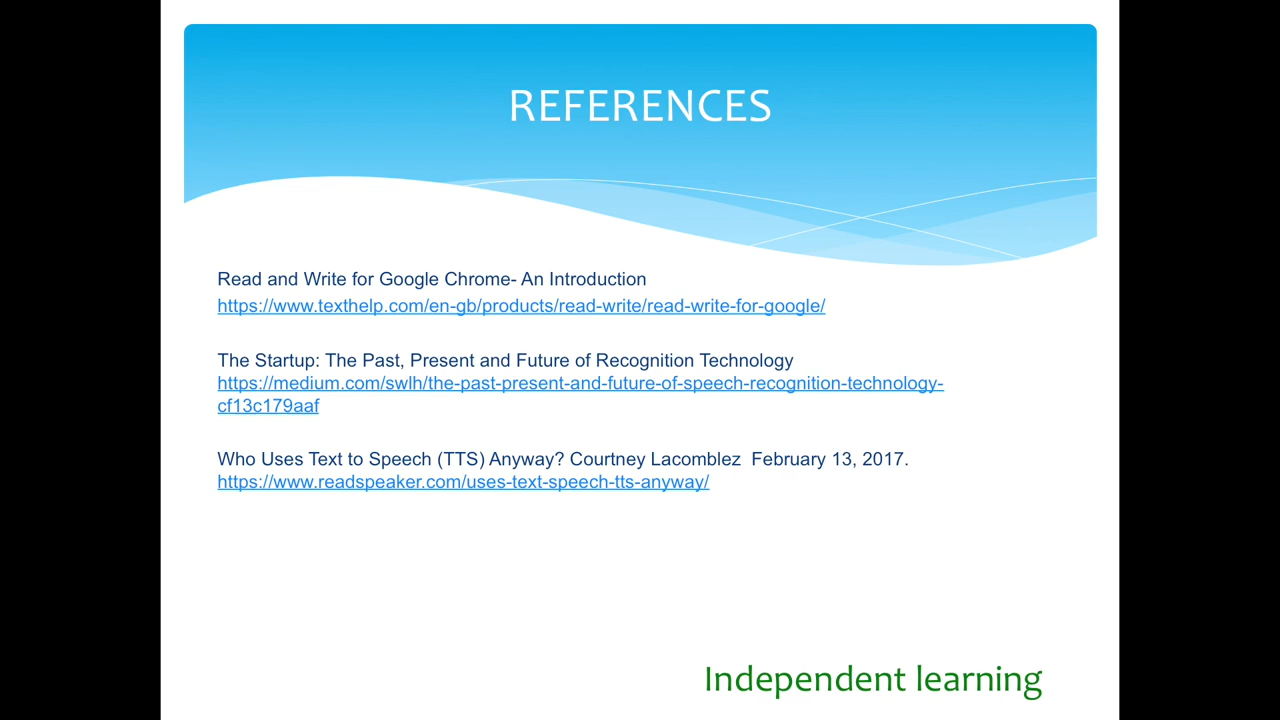 REFERENCES
Read and Write for Google Chrome- An Introduction
https://www.texthelp.com/en-gb/products/read-write/read-write-for-google/
The Startup: The Past, Present and Future of Recognition Technology
https://medium.com/swlh/the-past-present-and-future-of-speech-recognition-technology-
cf13c179aaf
Who Uses Text to Speech (TTS) Anyway? Courtney Lacomblez  February 13, 2017.
https://www.readspeaker.com/uses-text-speech-tts-anyway/
Independent learning